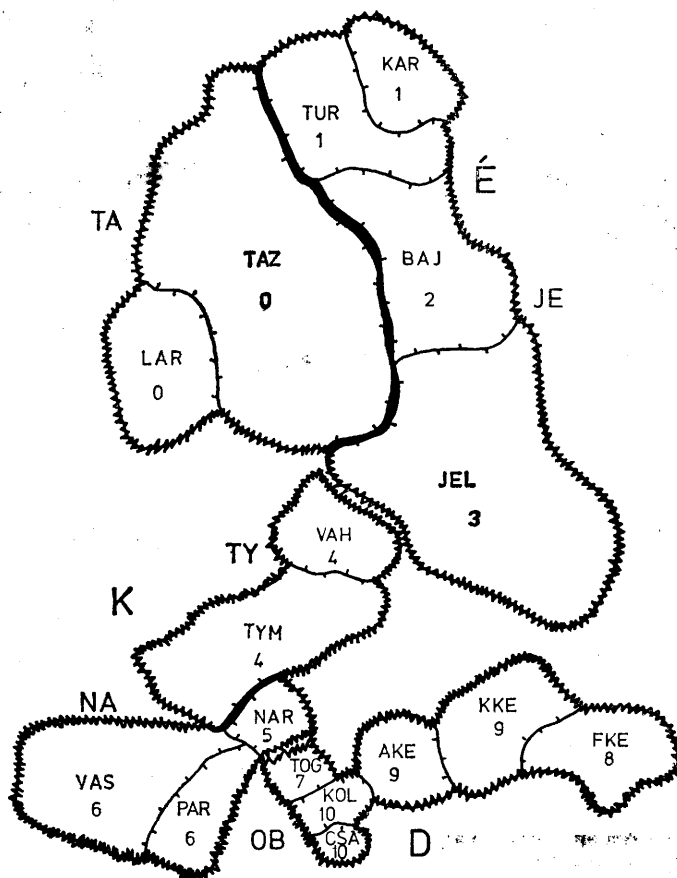 KAR
1
TUR
1
É
TA
TAZ
0
BAJ
2
JE
LAR
0
JEL
3
VAH
4
TY
K
TYM
4
NA
NAR
5
KKE
9
FKE
8
AKE
9
TOG
7
VAS
6
PAR
6
KOL
10
OB
CSA
10
D